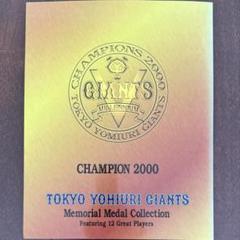 CHAMPIONS 2000
GIANTS
TOKYO YOMIURI GIANTS
CHAMPION 2000
TOKYO YOMIURI GIANTS
Memorial Medal Collection
Featuring 12 Great Players